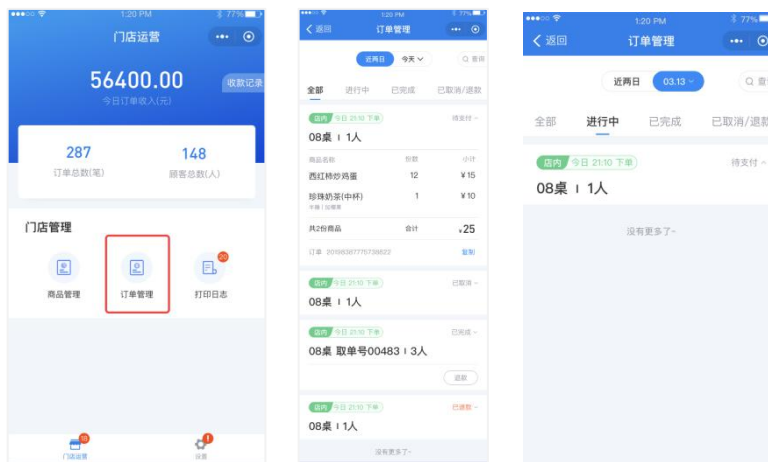 1:20 PM
77%
门店运营
56400.00
收款记录
今日订单收入(元)
287
148
订单总数(笔)
顾客总数(人)
门店管理
20
商品管理
订单管理
打印日志
18
!
门店运营
设置
1:20 PM
77%
返回
订单管理
近两日
今天
查询
全部
进行中
已完成
已取消/退款
店内 今日 21:10 下单
待支付
08桌 | 1人
商品名称
份数
小计
西红柿炒鸡蛋
12
¥15
珍珠奶茶(中杯)
1
¥10
共2份商品
合计
¥25
订单
复制
店内 今日 21:10 下单
已取消
08桌 | 1人
店内 今日 21:10 下单
已完成
08桌 取单号00483 | 3人
退款
店内 今日 21:10 下单
已退款
08桌 | 1人
没有更多了~
1:20 PM
77%
返回
订单管理
近两日
03.13
全部
进行中
已完成
已取消/退款
店内 今日 21:10 下单
待支付
08桌 | 1人
没有更多了~